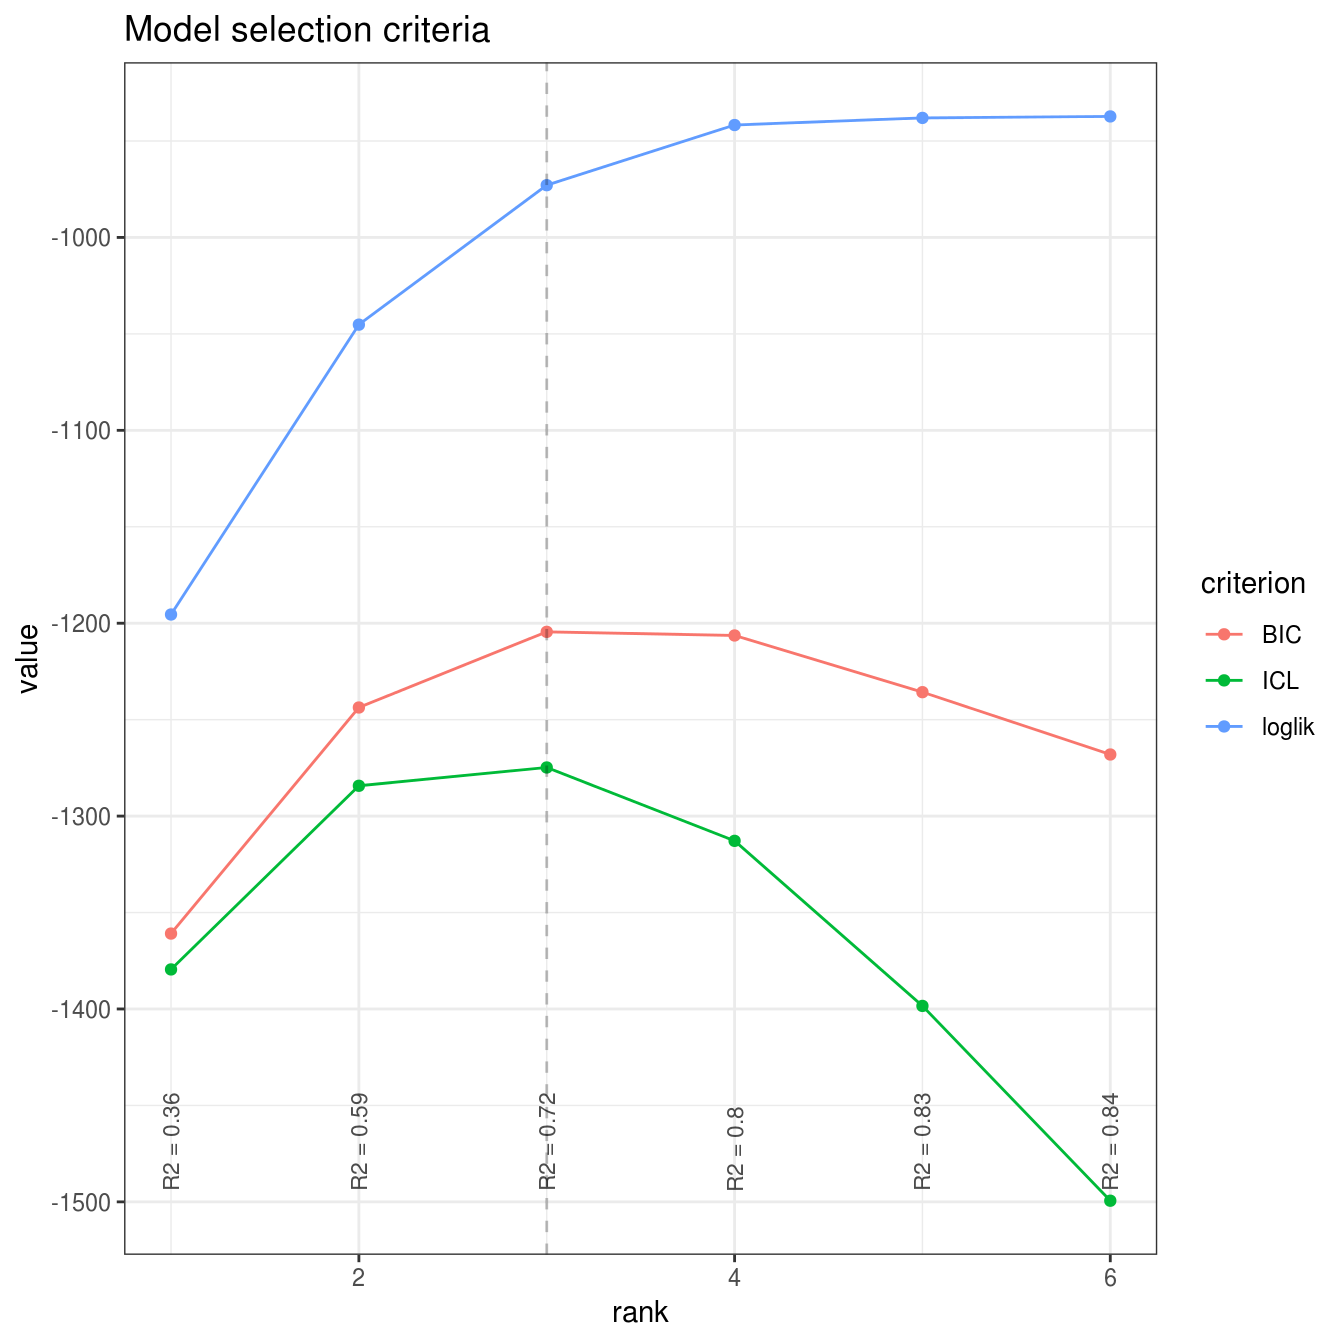 Model selection criteria
value
-1000
-1100
-1200
-1300
-1400
-1500
R2 = 0.36
R2 = 0.59
R2 = 0.72
R2 = 0.8
R2 = 0.83
R2 = 0.84
2
4
6
rank
criterion
BIC
ICL
loglik